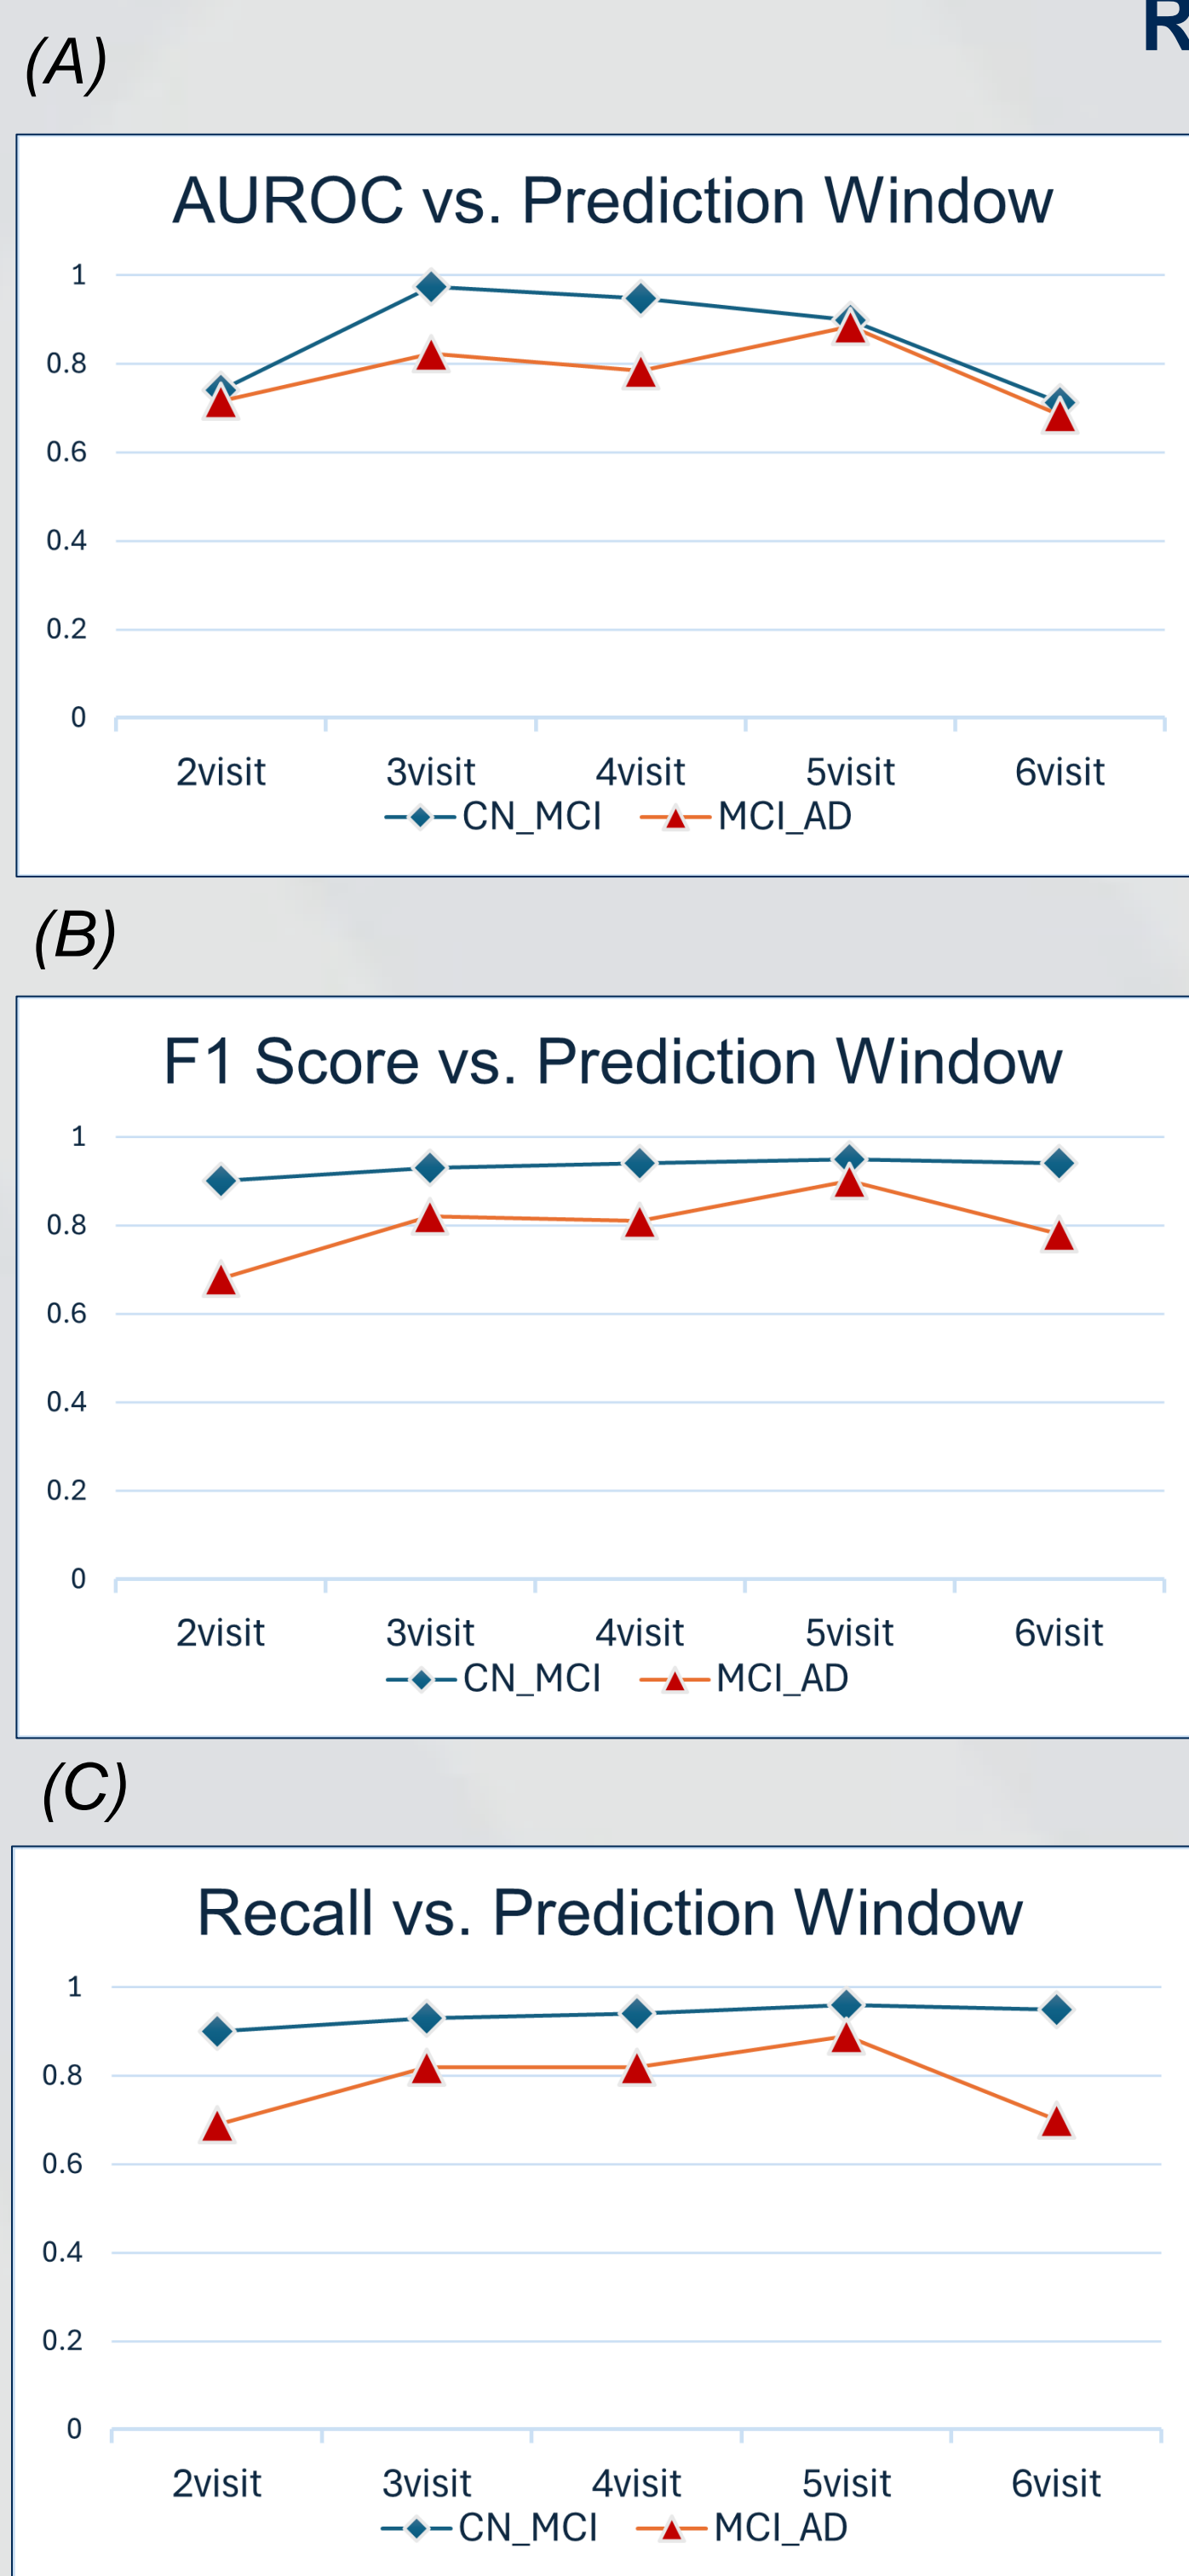 R
(A)
AUROC vs. Prediction Window
1
0.8
0.6
0.4
0.2
0
2visit 3visit 4visit 5visit 6visit
CN_MCI MCI_AD
(B)
F1 Score vs. Prediction Window
1
0.8
0.6
0.4
0.2
0
2visit 3visit 4visit 5visit 6visit
CN_MCI MCI_AD
(C)
Recall vs. Prediction Window
1
0.8
0.6
0.4
0.2
0
2visit 3visit 4visit 5visit 6visit
CN_MCI MCI_AD